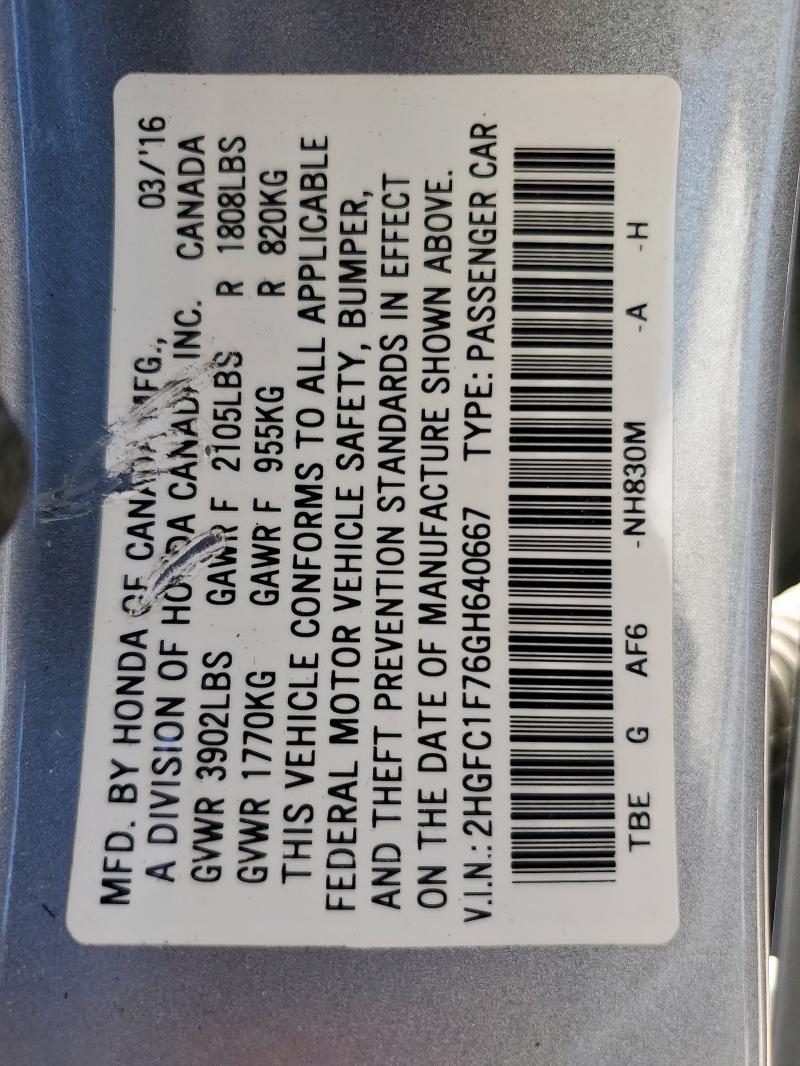 03/'16
MFD. BY HONDA OF CANADA MFG.,
A DIVISION OF HONDA CANADA INC. CANADA
GVWR 3902LBS GAWR F 2105LBS R 1808LBS
GVWR 1770KG GAWR F 955KG R 820KG
THIS VEHICLE CONFORMS TO ALL APPLICABLE
FEDERAL MOTOR VEHICLE SAFETY, BUMPER,
AND THEFT PREVENTION STANDARDS IN EFFECT
ON THE DATE OF MANUFACTURE SHOWN ABOVE.
V.I.N.: 2HGFC1F76GH640667 TYPE: PASSENGER CAR
TBE G AF6 -NH830M -A -H